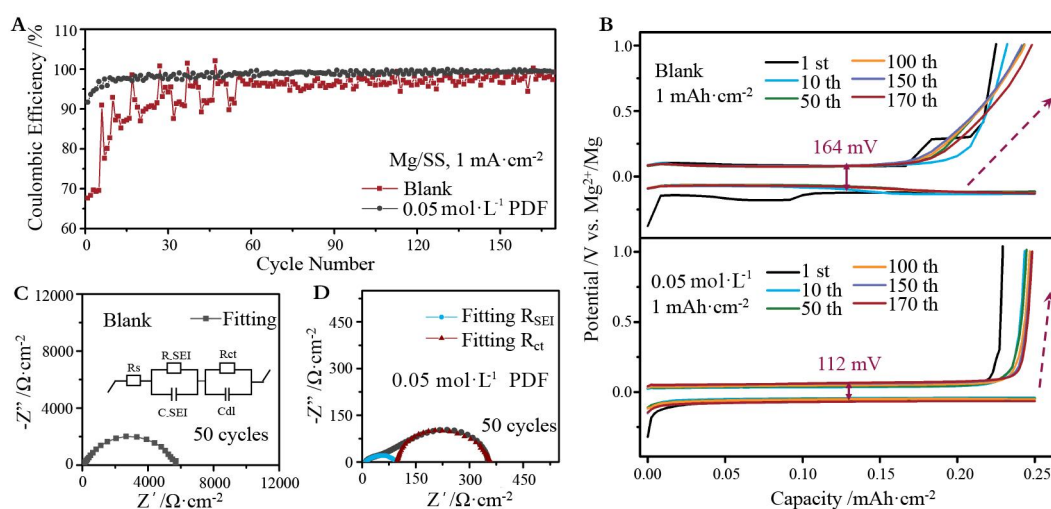 A
Coulombic Efficiency /%
110
100
90
80
70
60
Mg/SS, 1 mA·cm⁻²
Blank
0.05 mol·L⁻¹ PDF
0 30 60 90 120 150
Cycle Number
B
Potential /V vs. Mg²⁺/Mg
1.0
0.5
0.0
Blank
1 mAh·cm⁻²
1 st
10 th
50 th
100 th
150 th
170 th
164 mV
1.0
0.5
0.0
0.05 mol·L⁻¹
1 mAh·cm⁻²
1 st
10 th
50 th
100 th
150 th
170 th
112 mV
0.00 0.05 0.10 0.15 0.20 0.25
Capacity /mAh·cm⁻²
C
-Z'' /Ω·cm⁻²
12000
8000
4000
0
Blank
Fitting
Rs
R,SEI
Rct
C,SEI
Cdl
50 cycles
0 4000 8000 12000
Z' /Ω·cm⁻²
D
-Z'' /Ω·cm⁻²
450
300
150
0
Fitting R_SEI
Fitting R_ct
0.05 mol·L⁻¹ PDF
50 cycles
0 150 300 450
Z' /Ω·cm⁻²